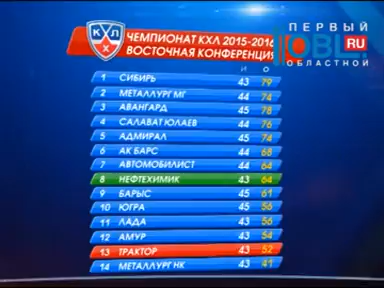 КХЛ
ЧЕМПИОНАТ КХЛ 2015-2016
ВОСТОЧНАЯ КОНФЕРЕНЦИЯ
ПЕРВЫЙ
OBL RU
ОБЛАСТНОЙ
И О
1 СИБИРЬ 43 79
2 МЕТАЛЛУРГ МГ 44 74
3 АВАНГАРД 45 78
4 САЛАВАТ ЮЛАЕВ 44 76
5 АДМИРАЛ 45 74
6 АК БАРС 44 68
7 АВТОМОБИЛИСТ 44 64
8 НЕФТЕХИМИК 43 64
9 БАРЫС 45 61
10 ЮГРА 45 56
11 ЛАДА 43 56
12 АМУР 43 54
13 ТРАКТОР 43 52
14 МЕТАЛЛУРГ НК 43 41